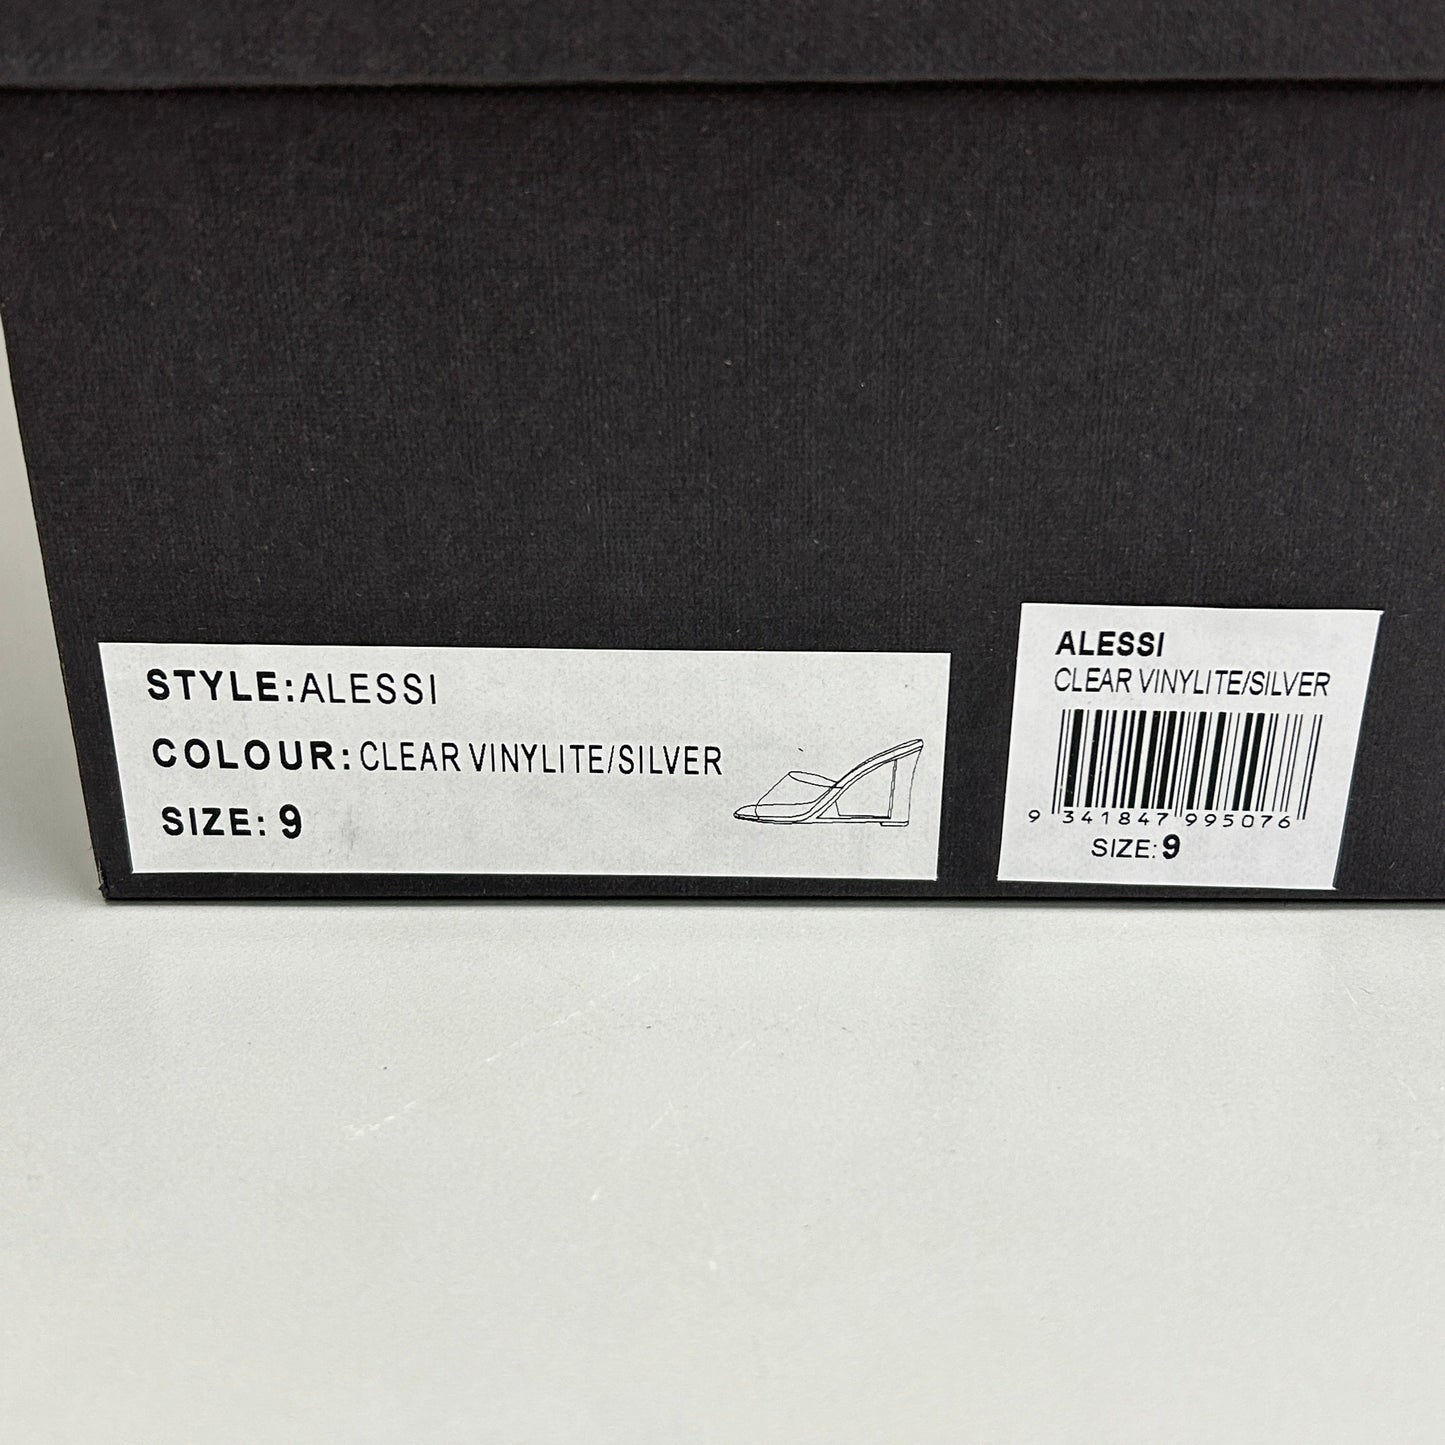 STYLE:ALESSI
COLOUR:CLEAR VINYLITE/SILVER
SIZE: 9
ALESSI
CLEAR VINYLITE/SILVER
9 341847 995076
SIZE: 9